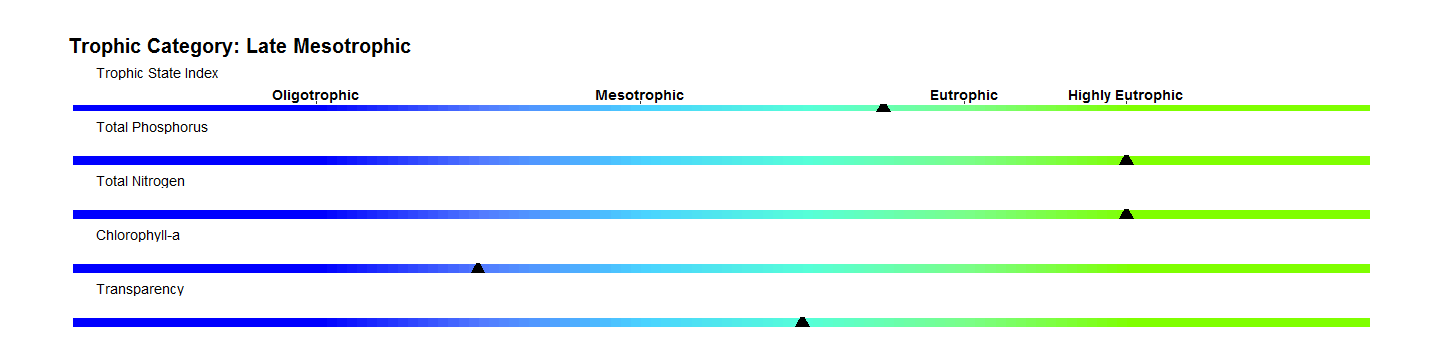 Trophic Category: Late Mesotrophic
Trophic State Index
Oligotrophic Mesotrophic Eutrophic Highly Eutrophic
Total Phosphorus
Total Nitrogen
Chlorophyll-a
Transparency